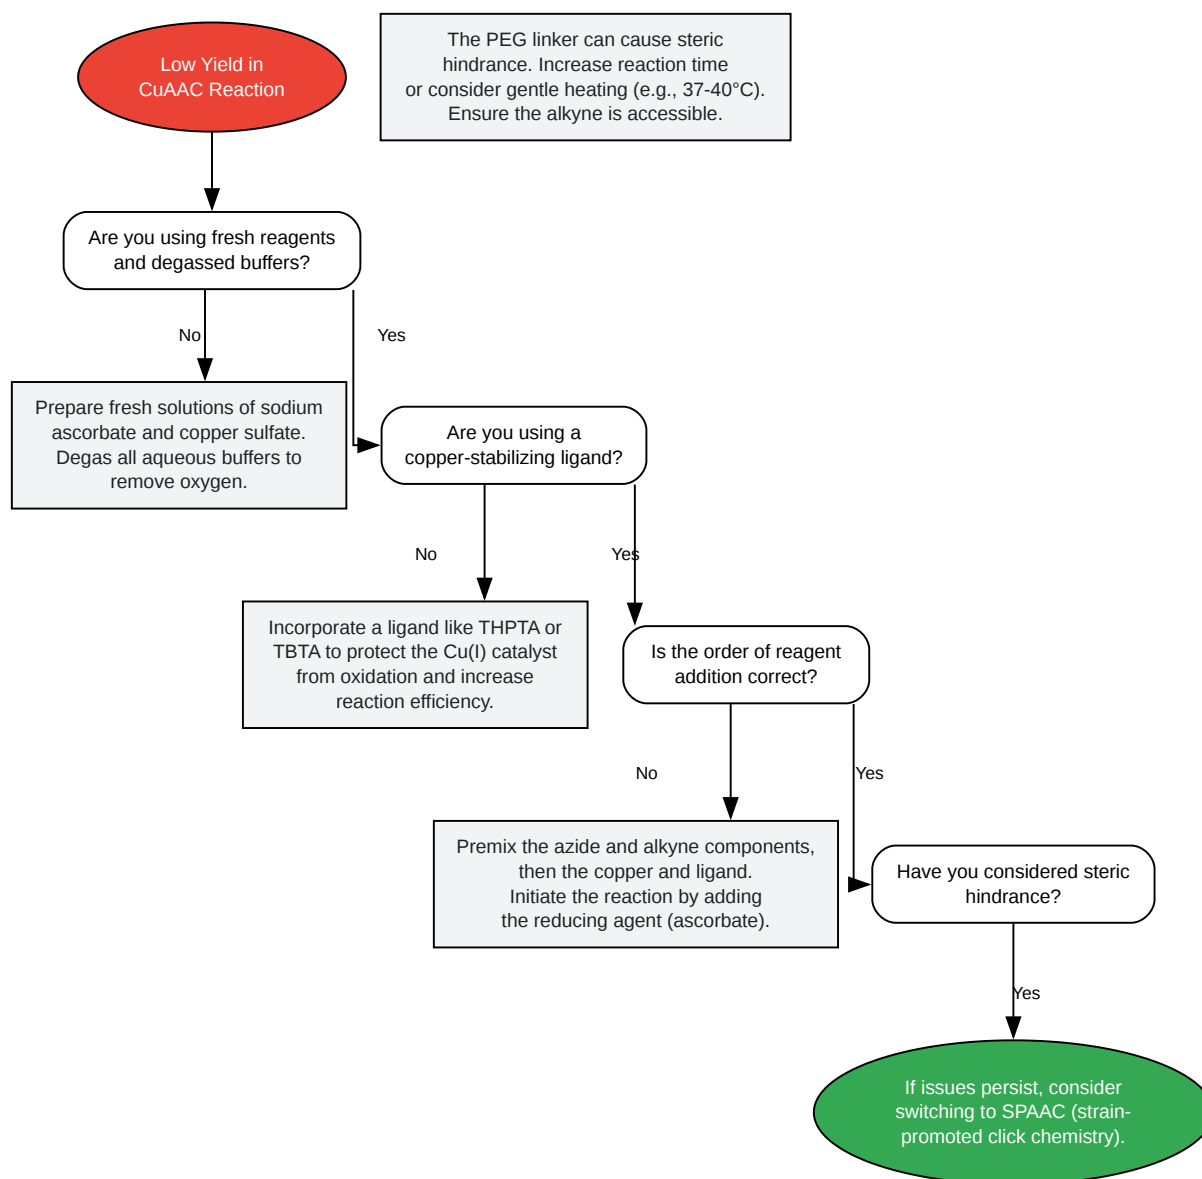 Low Yield in
CuAAC Reaction
The PEG linker can cause steric
hindrance. Increase reaction time
or consider gentle heating (e.g., 37-40°C).
Ensure the alkyne is accessible.
Are you using fresh reagents
and degassed buffers?
No
Yes
Prepare fresh solutions of sodium
ascorbate and copper sulfate.
Degas all aqueous buffers to
remove oxygen.
Are you using a
copper-stabilizing ligand?
No
Yes
Incorporate a ligand like THPTA or
TBTA to protect the Cu(I) catalyst
from oxidation and increase
reaction efficiency.
Is the order of reagent
addition correct?
No
Yes
Premix the azide and alkyne components,
then the copper and ligand.
Initiate the reaction by adding
the reducing agent (ascorbate).
Have you considered steric
hindrance?
Yes
If issues persist, consider
switching to SPAAC (strain-
promoted click chemistry).